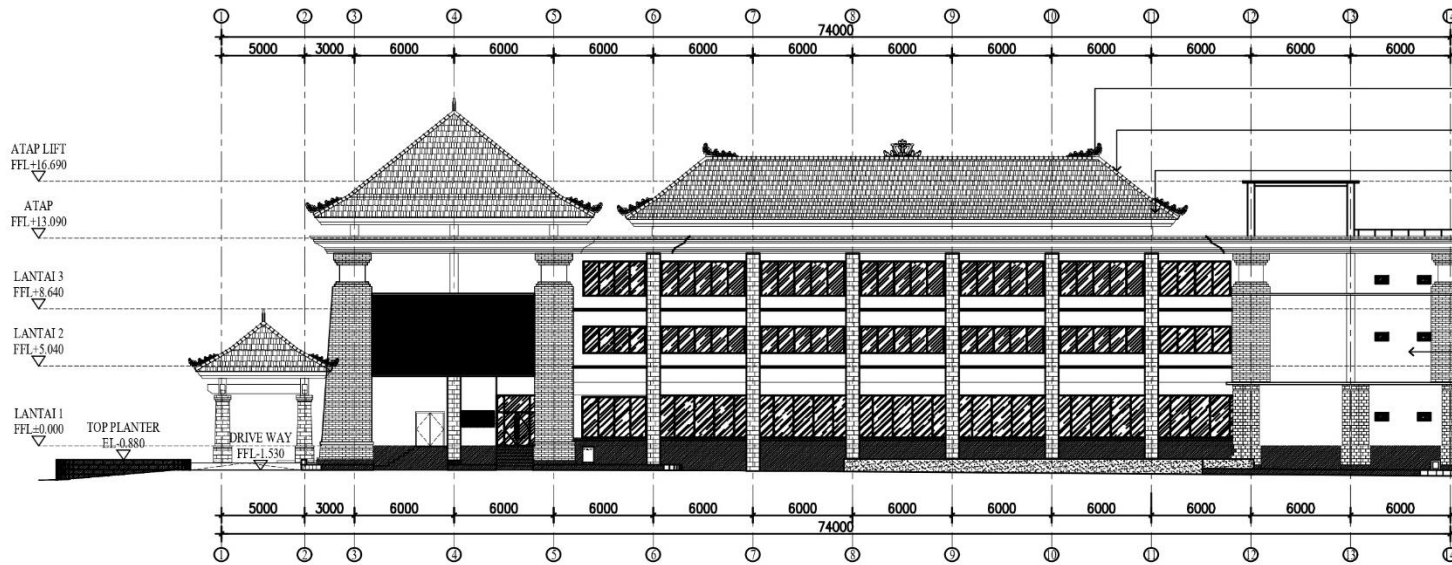 1 2 3 4 5 6 7 8 9 10 11 12 13 14
74000
5000 3000 6000 6000 6000 6000 6000 6000 6000 6000 6000 6000 6000
ATAP LIFT
FFL+16.690
ATAP
FFL+13.090
LANTAI 3
FFL+8.640
LANTAI 2
FFL+5.040
LANTAI 1
FFL±0.000
TOP PLANTER
EL-0.880
DRIVE WAY
FFL-1.530
5000 3000 6000 6000 6000 6000 6000 6000 6000 6000 6000 6000 6000
74000
1 2 3 4 5 6 7 8 9 10 11 12 13 14